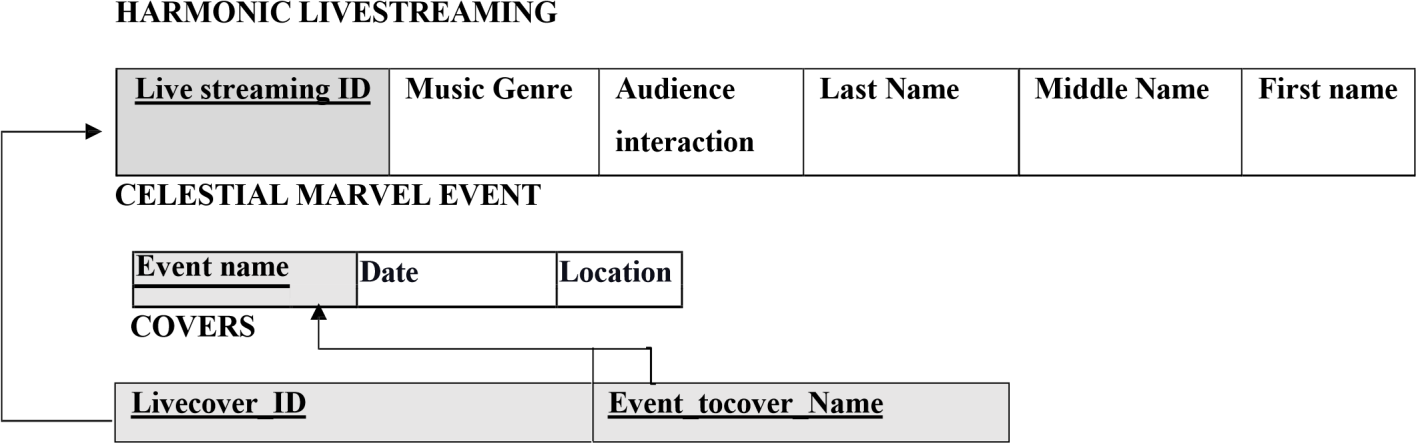 HARMONIC LIVESTREAMING
Live streaming ID Music Genre Audience Last Name Middle Name First name
interaction
CELESTIAL MARVEL EVENT
Event name Date Location
COVERS
Livecover_ID Event_tocover_Name